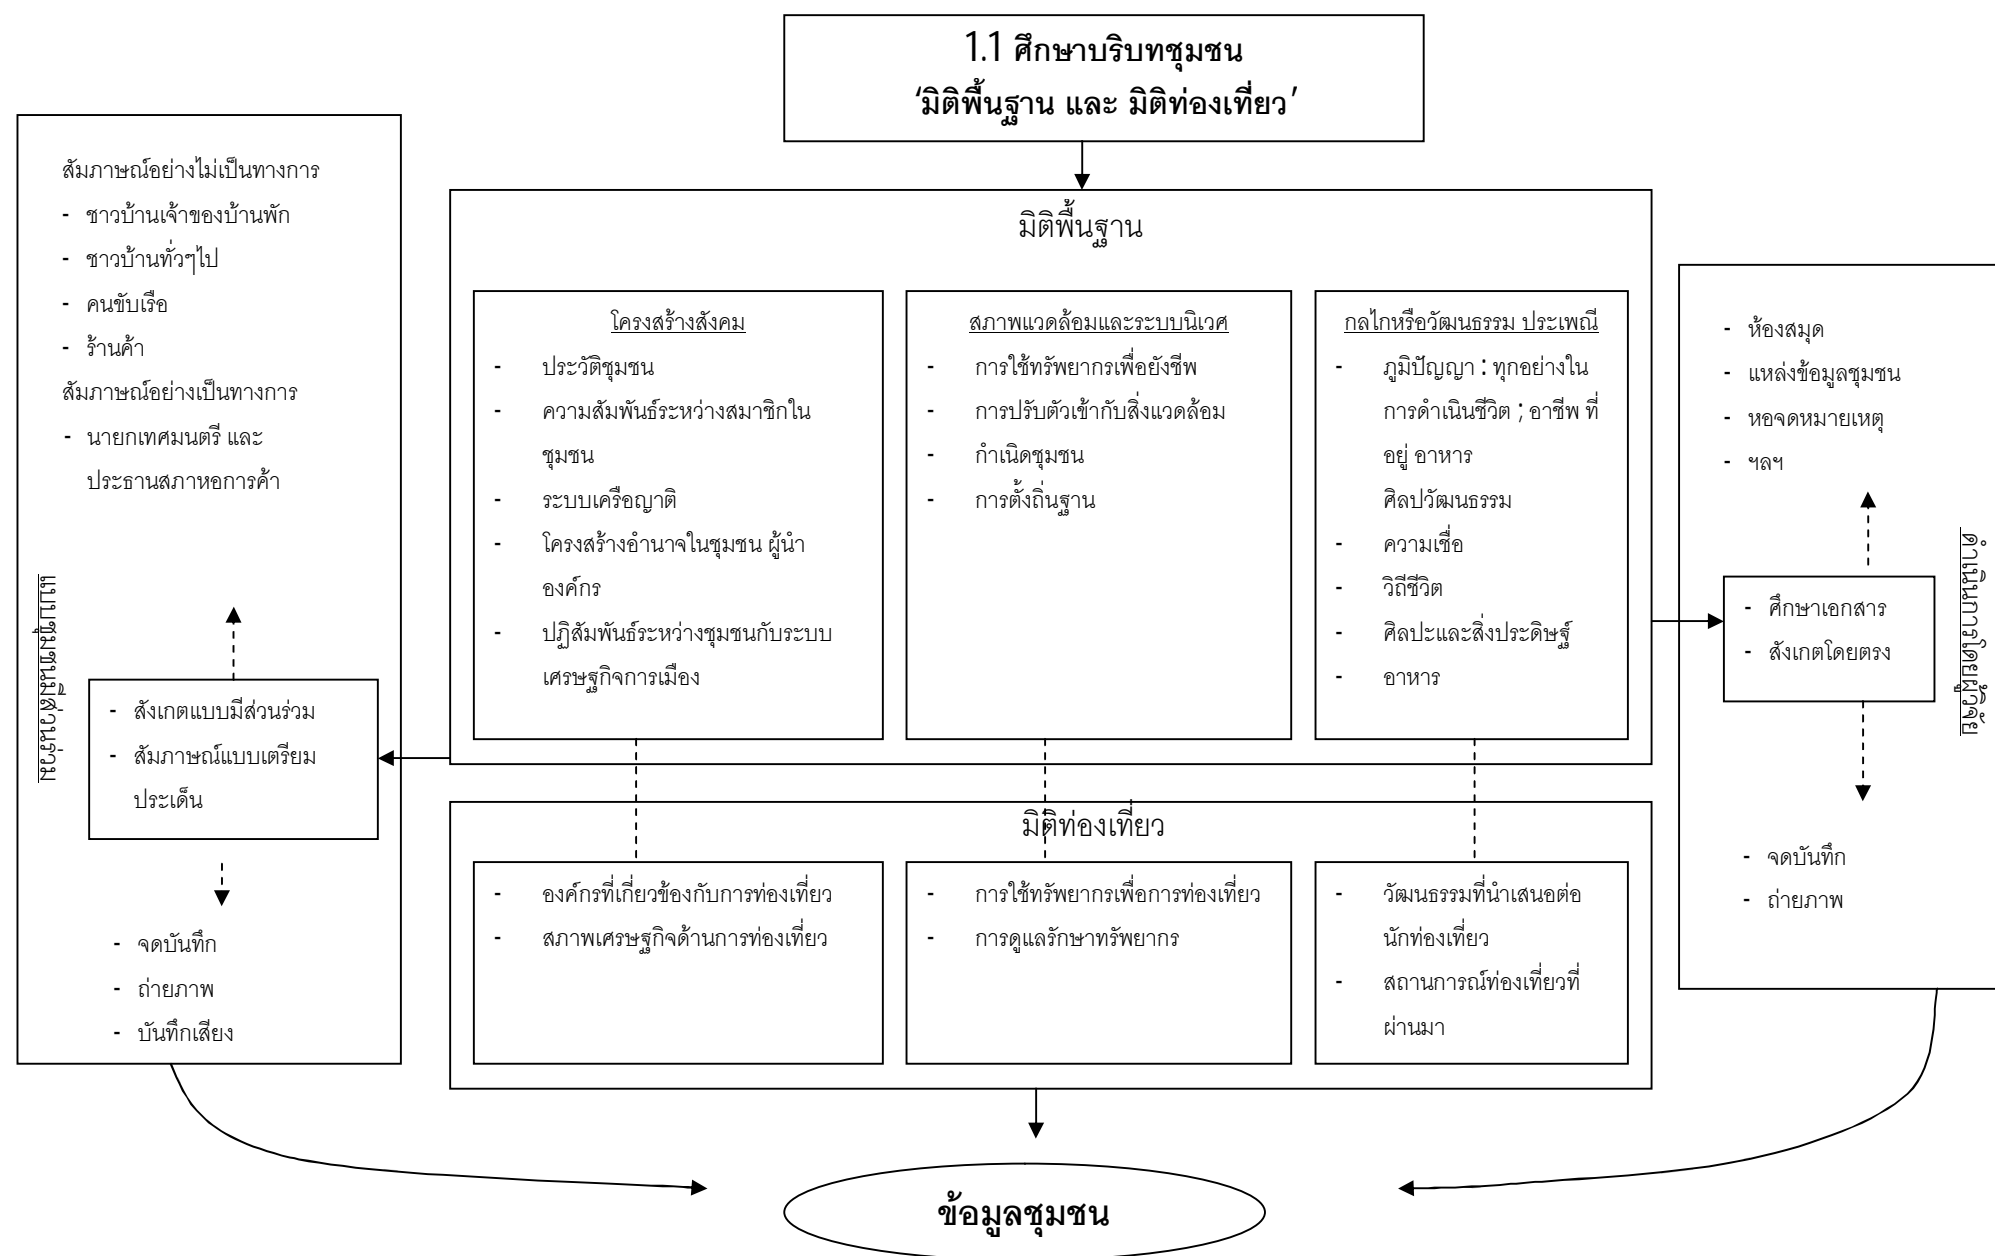 1.1 ศึกษาบริบทชุมชน
‘มิติพื้นฐาน และ มิติท่องเที่ยว’
สัมภาษณ์อย่างไม่เป็นทางการ
- ชาวบ้านเจ้าของบ้านพัก
- ชาวบ้านทั่วๆไป
- คนขับเรือ
- ร้านค้า
สัมภาษณ์อย่างเป็นทางการ
- นายกเทศมนตรี และ
ประธานสภาหอการค้า
แบบชุมชนมีส่วนร่วม
- สังเกตแบบมีส่วนร่วม
- สัมภาษณ์แบบเตรียม
ประเด็น
- จดบันทึก
- ถ่ายภาพ
- บันทึกเสียง
มิติพื้นฐาน
โครงสร้างสังคม
- ประวัติชุมชน
- ความสัมพันธ์ระหว่างสมาชิกใน
ชุมชน
- ระบบเครือญาติ
- โครงสร้างอำนาจในชุมชน ผู้นำ
องค์กร
- ปฏิสัมพันธ์ระหว่างชุมชนกับระบบ
เศรษฐกิจการเมือง
สภาพแวดล้อมและระบบนิเวศ
- การใช้ทรัพยากรเพื่อยังชีพ
- การปรับตัวเข้ากับสิ่งแวดล้อม
- กำเนิดชุมชน
- การตั้งถิ่นฐาน
กลไกหรือวัฒนธรรม ประเพณี
- ภูมิปัญญา : ทุกอย่างใน
การดำเนินชีวิต ; อาชีพ ที่
อยู่ อาหาร
ศิลปวัฒนธรรม
- ความเชื่อ
- วิถีชีวิต
- ศิลปะและสิ่งประดิษฐ์
- อาหาร
มิติท่องเที่ยว
- องค์กรที่เกี่ยวข้องกับการท่องเที่ยว
- สภาพเศรษฐกิจด้านการท่องเที่ยว
- การใช้ทรัพยากรเพื่อการท่องเที่ยว
- การดูแลรักษาทรัพยากร
- วัฒนธรรมที่นำเสนอต่อ
นักท่องเที่ยว
- สถานการณ์ท่องเที่ยวที่
ผ่านมา
- ห้องสมุด
- แหล่งข้อมูลชุมชน
- หอจดหมายเหตุ
- ฯลฯ
ดำเนินการโดยผู้วิจัย
- ศึกษาเอกสาร
- สังเกตโดยตรง
- จดบันทึก
- ถ่ายภาพ
ข้อมูลชุมชน